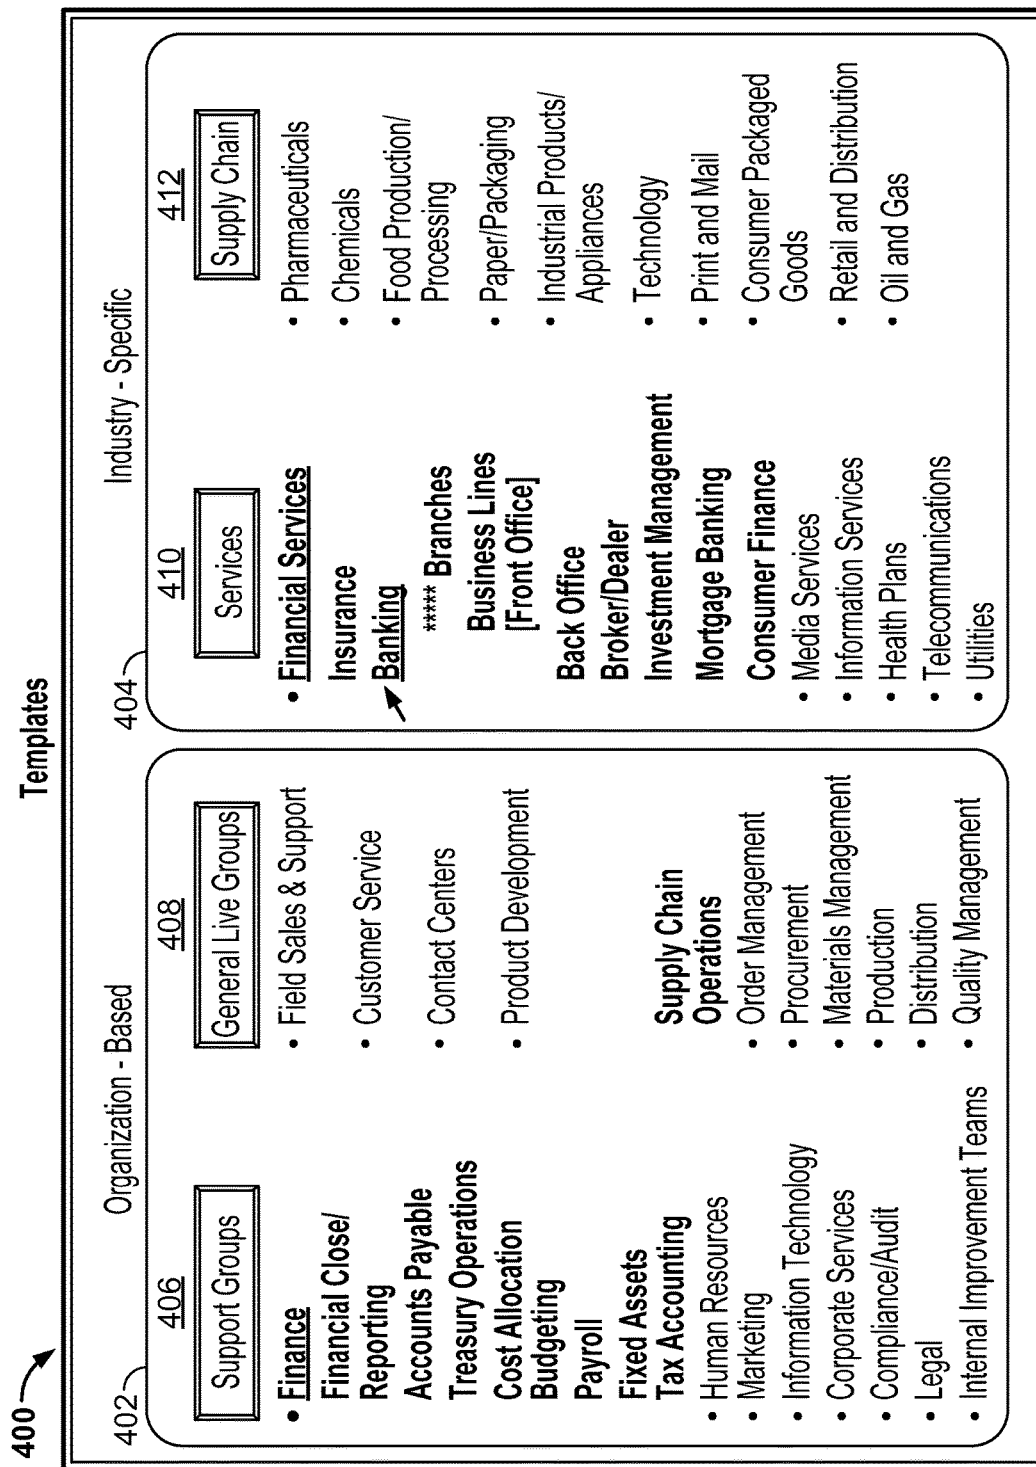 400
Templates
402
Organization - Based
406
Support Groups
• Finance
Financial Close/
Reporting
Accounts Payable
Treasury Operations
Cost Allocation
Budgeting
Payroll
Fixed Assets
Tax Accounting
• Human Resources
• Marketing
• Information Technology
• Corporate Services
• Compliance/Audit
• Legal
• Internal Improvement Teams
408
General Live Groups
• Field Sales & Support
• Customer Service
• Contact Centers
• Product Development
Supply Chain
Operations
• Order Management
• Procurement
• Materials Management
• Production
• Distribution
• Quality Management
404
Industry - Specific
410
Services
• Financial Services
Insurance
Banking
***** Branches
Business Lines
[Front Office]
Back Office
Broker/Dealer
Investment Management
Mortgage Banking
Consumer Finance
• Media Services
• Information Services
• Health Plans
• Telecommunications
• Utilities
412
Supply Chain
• Pharmaceuticals
• Chemicals
• Food Production/
Processing
• Paper/Packaging
• Industrial Products/
Appliances
• Technology
• Print and Mail
• Consumer Packaged
Goods
• Retail and Distribution
• Oil and Gas